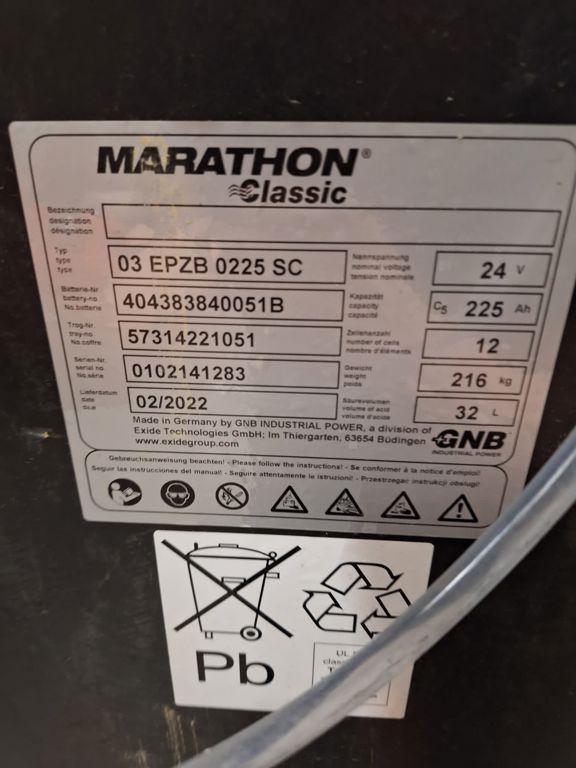 MARATHON®
Classic
Bezeichnung
designation
désignation
Typ
type
type
03 EPZB 0225 SC
Nennspannung
nominal voltage
tension nominale
24 V
Batterie-Nr.
battery-no.
No.batterie
404383840051B
Kapazität
capacity
capacité
C5 225 Ah
Trog-Nr.
tray-no
No.coffre
57314221051
Zellenanzahl
number of cells
nombre d'éléments
12
Serien-Nr.
serial no.
No.série
0102141283
Gewicht
weight
poids
216 kg
Lieferdatum
date
02/2022
Säurevolumen
volume of acid
volume d'acide
32 L
Made in Germany by GNB INDUSTRIAL POWER, a division of
Exide Technologies GmbH; Im Thiergarten, 63654 Büdingen
www.exidegroup.com
GNB
INDUSTRIAL POWER
Gebrauchsanweisung beachten! - Please follow the instructions! - Se conformer à la notice d'emploi!
Seguir las instrucciones del manual! - Seguire attentamente le istruzioni! - Przestrzegac instrukcji obslugi!
Pb
UL